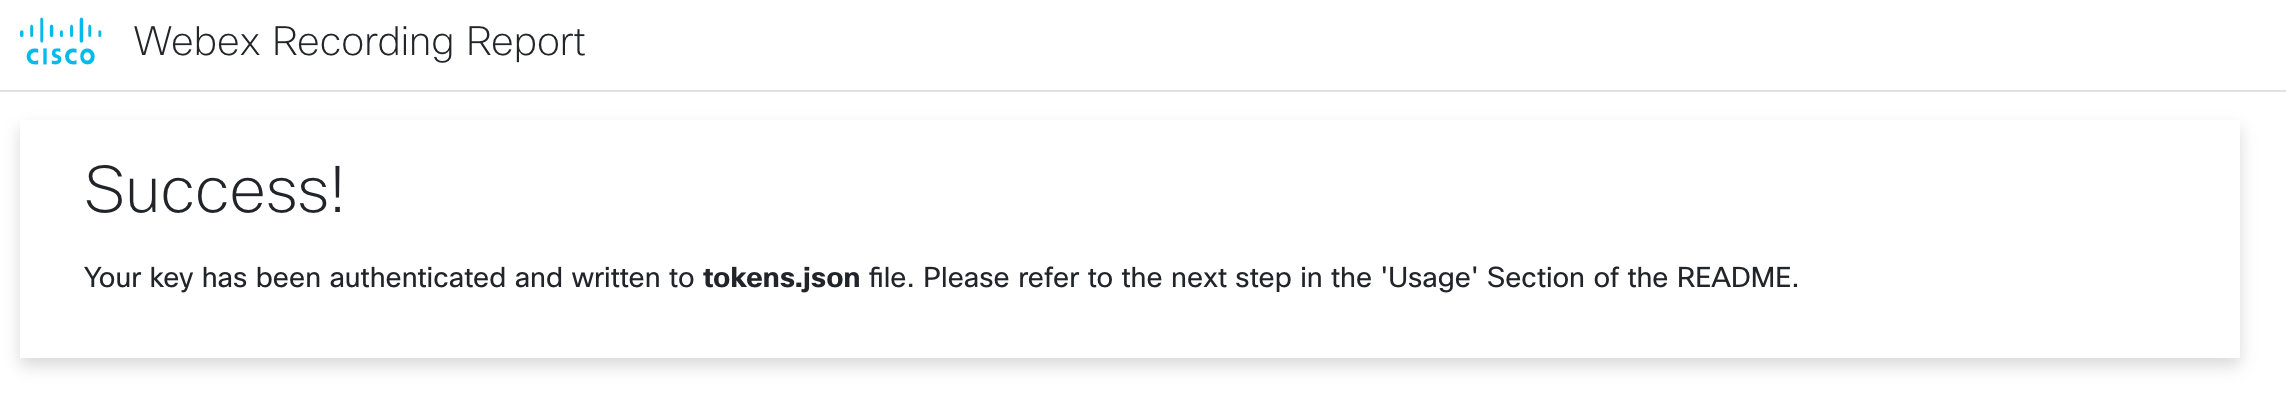 cisco
Webex Recording Report
Success!
Your key has been authenticated and written to tokens.json file. Please refer to the next step in the 'Usage' Section of the README.